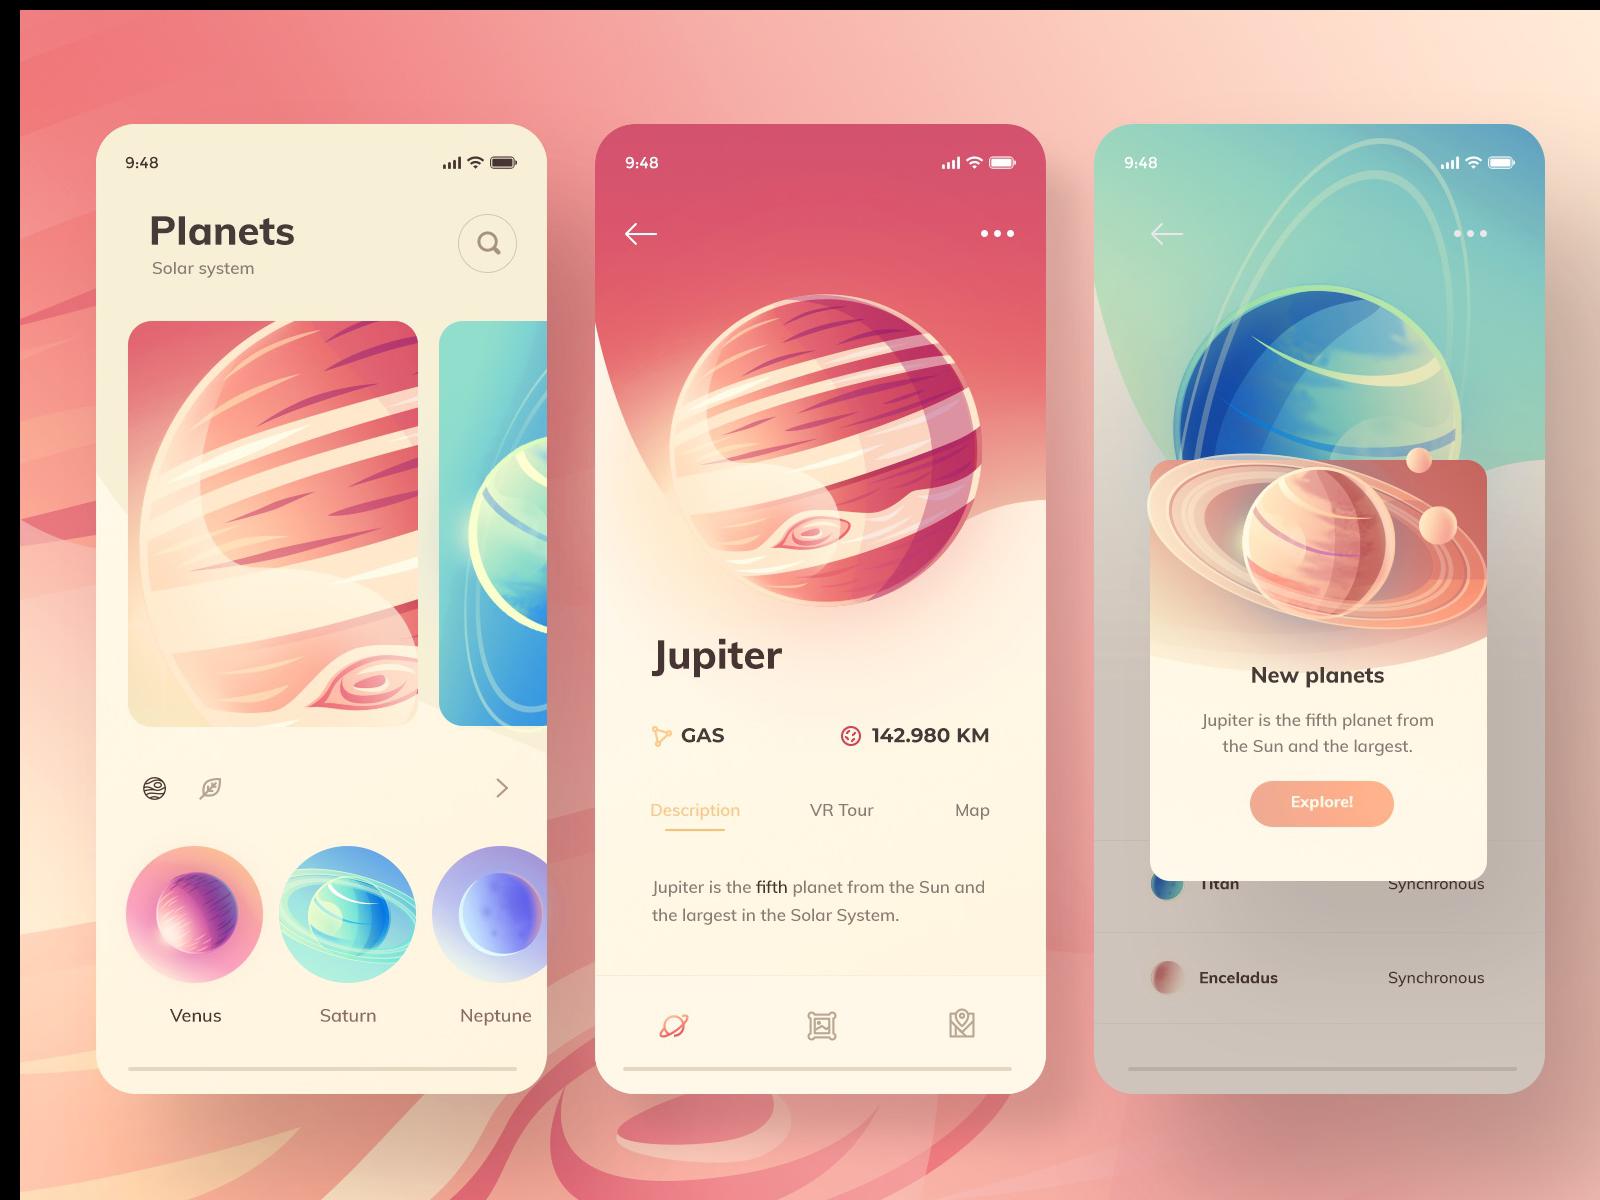 9:48
Planets
Solar system
Venus
Saturn
Neptune
9:48
Jupiter
GAS
142.980 KM
Description
VR Tour
Map
Jupiter is the fifth planet from the Sun and
the largest in the Solar System.
9:48
New planets
Jupiter is the fifth planet from
the Sun and the largest.
Explore!
Titan
Synchronous
Enceladus
Synchronous